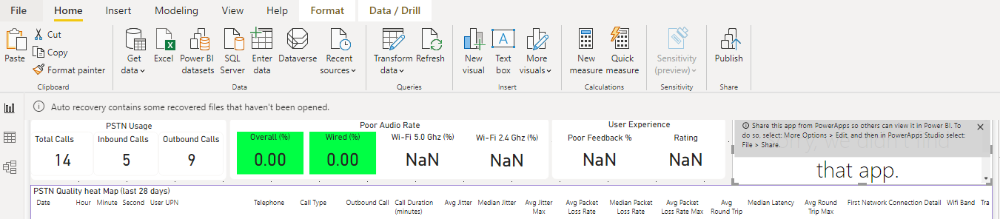 File Home Insert Modeling View Help Format Data / Drill
Paste
Cut
Copy
Format painter
Clipboard
Get data
Excel
Power BI datasets
SQL Server
Enter data
Dataverse
Recent sources
Data
Transform data
Refresh
Queries
New visual
Text box
More visuals
Insert
New measure
Quick measure
Calculations
Sensitivity (preview)
Sensitivity
Publish
Share
Auto recovery contains some recovered files that haven't been opened.
PSTN Usage
Total Calls Inbound Calls Outbound Calls
14 5 9
Poor Audio Rate
Overall (%) Wired (%) Wi-Fi 5.0 Ghz (%) Wi-Fi 2.4 Ghz (%)
0.00 0.00 NaN NaN
User Experience
Poor Feedback % Rating
NaN NaN
Share this app from PowerApps so others can view it in Power BI. To
do so, select: More Options > Edit, and then in PowerApps Studio select:
File > Share.
we didn't find
that app.
PSTN Quality heat Map (last 28 days)
Date Hour Minute Second User UPN Telephone Call Type Outbound Call Call Duration (minutes) Avg Jitter Median Jitter Avg Jitter Max Avg Packet Loss Rate Median Packet Loss Rate Avg Packet Loss Rate Max Avg Round Trip Median Latency Avg Round Trip Max First Network Connection Detail Wifi Band Tra